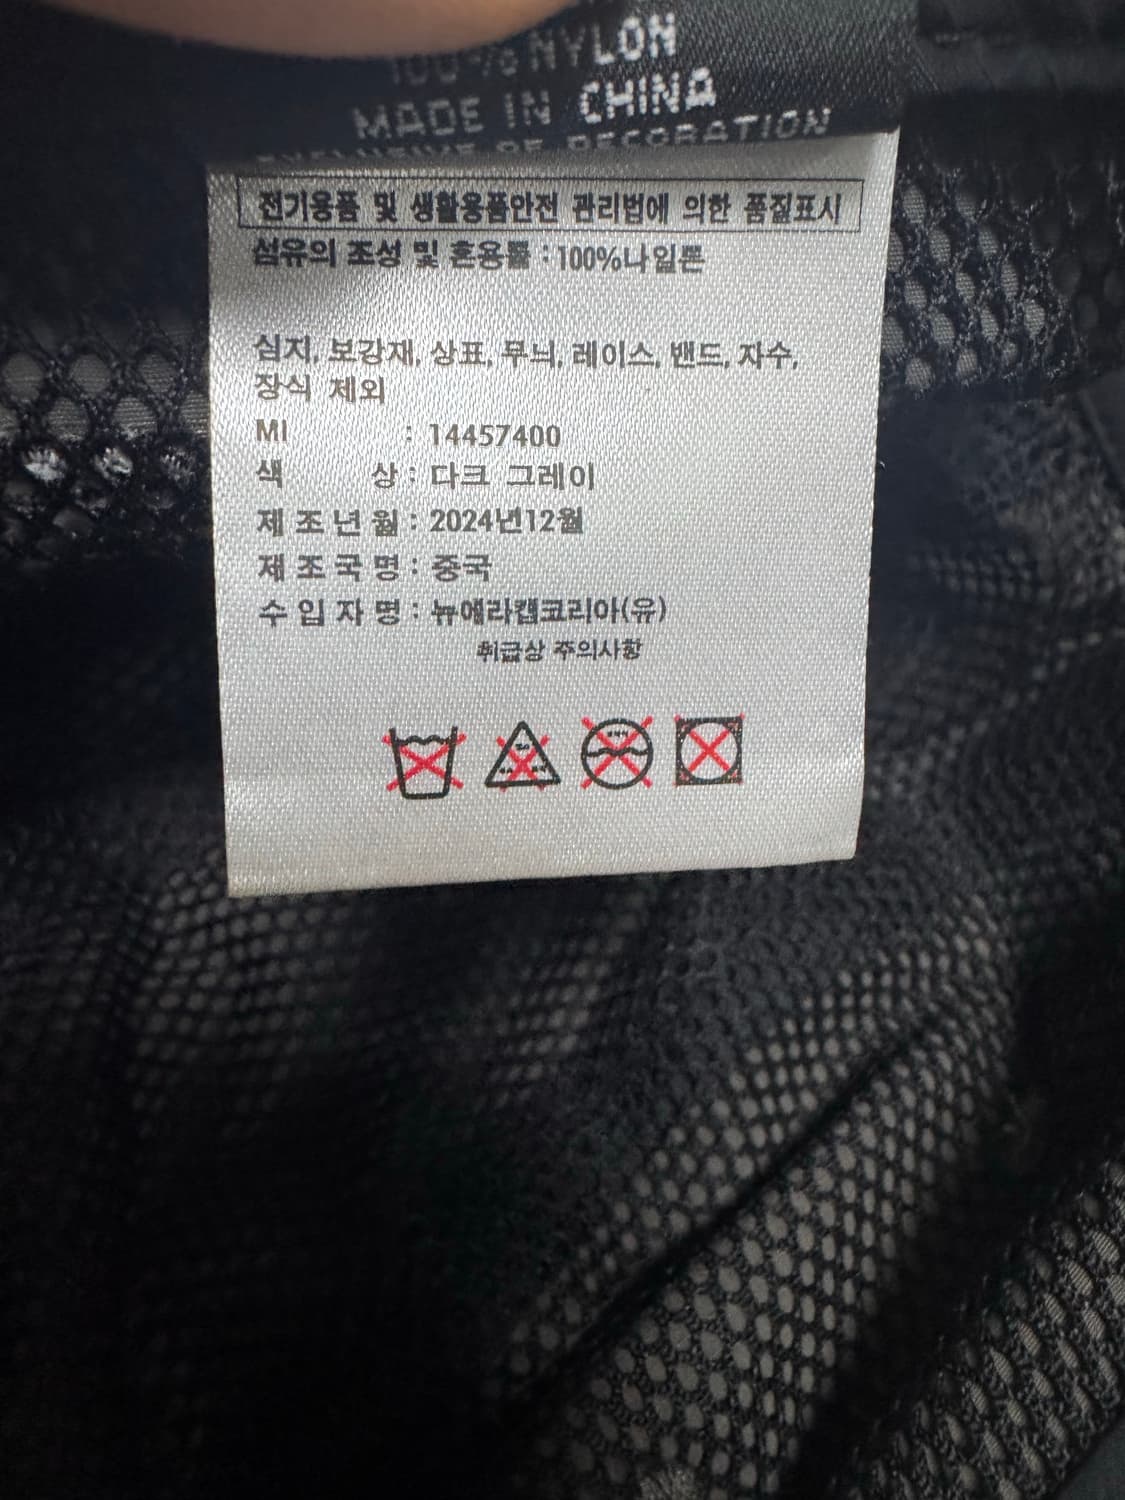 100% NYLON
MADE IN CHINA
EXCLUSIVE OF DECORATION
전기용품 및 생활용품안전 관리법에 의한 품질표시
섬유의 조성 및 혼용률 : 100%나일론
심지, 보강재, 상표, 무늬, 레이스, 밴드, 자수,
장식 제외
MI : 14457400
색 상 : 다크 그레이
제 조 년 월 : 2024년12월
제 조 국 명 : 중국
수 입 자 명 : 뉴에라캡코리아(유)
취급상 주의사항